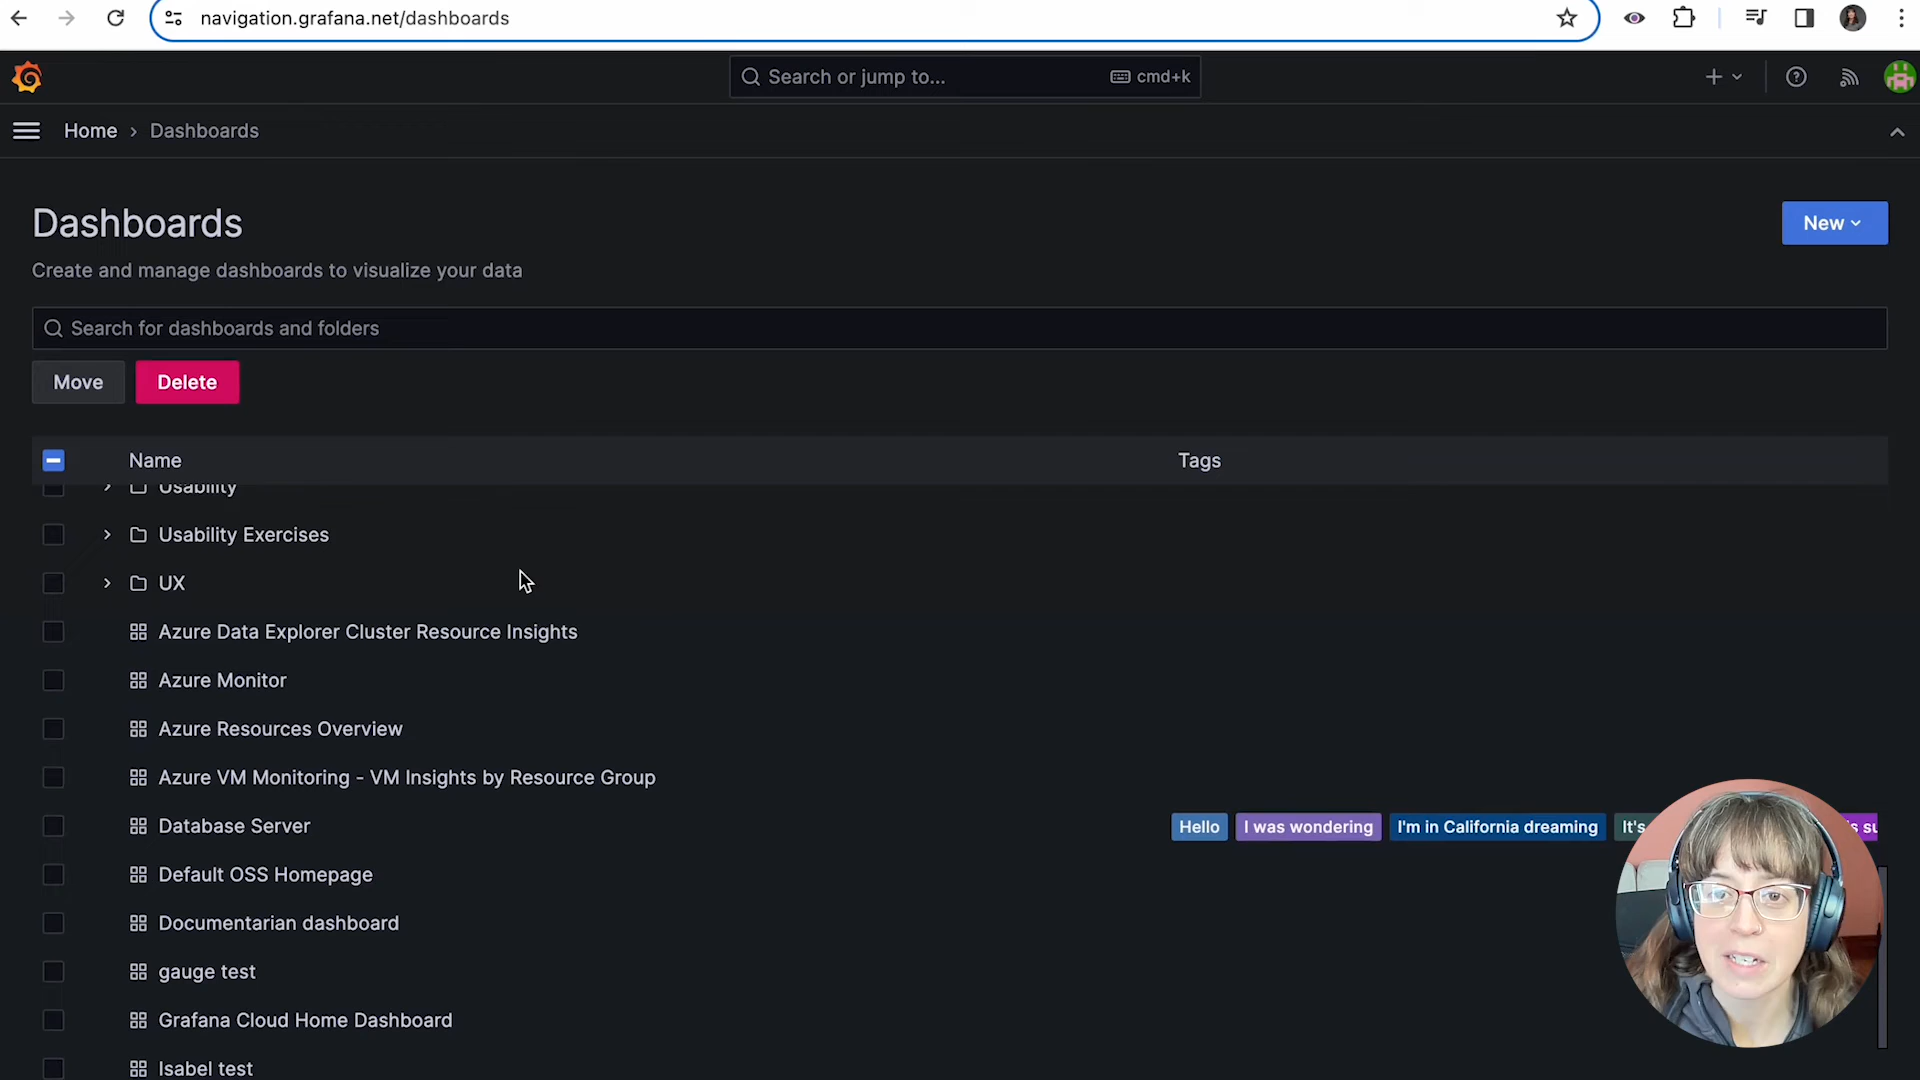 navigation.grafana.net/dashboards
Search or jump to... cmd+k
Home › Dashboards
Dashboards
New
Create and manage dashboards to visualize your data
Search for dashboards and folders
Move Delete
Name Tags
Usability
Usability Exercises
UX
Azure Data Explorer Cluster Resource Insights
Azure Monitor
Azure Resources Overview
Azure VM Monitoring - VM Insights by Resource Group
Database Server Hello I was wondering I'm in California dreaming It's
Default OSS Homepage
Documentarian dashboard
gauge test
Grafana Cloud Home Dashboard
Isabel test